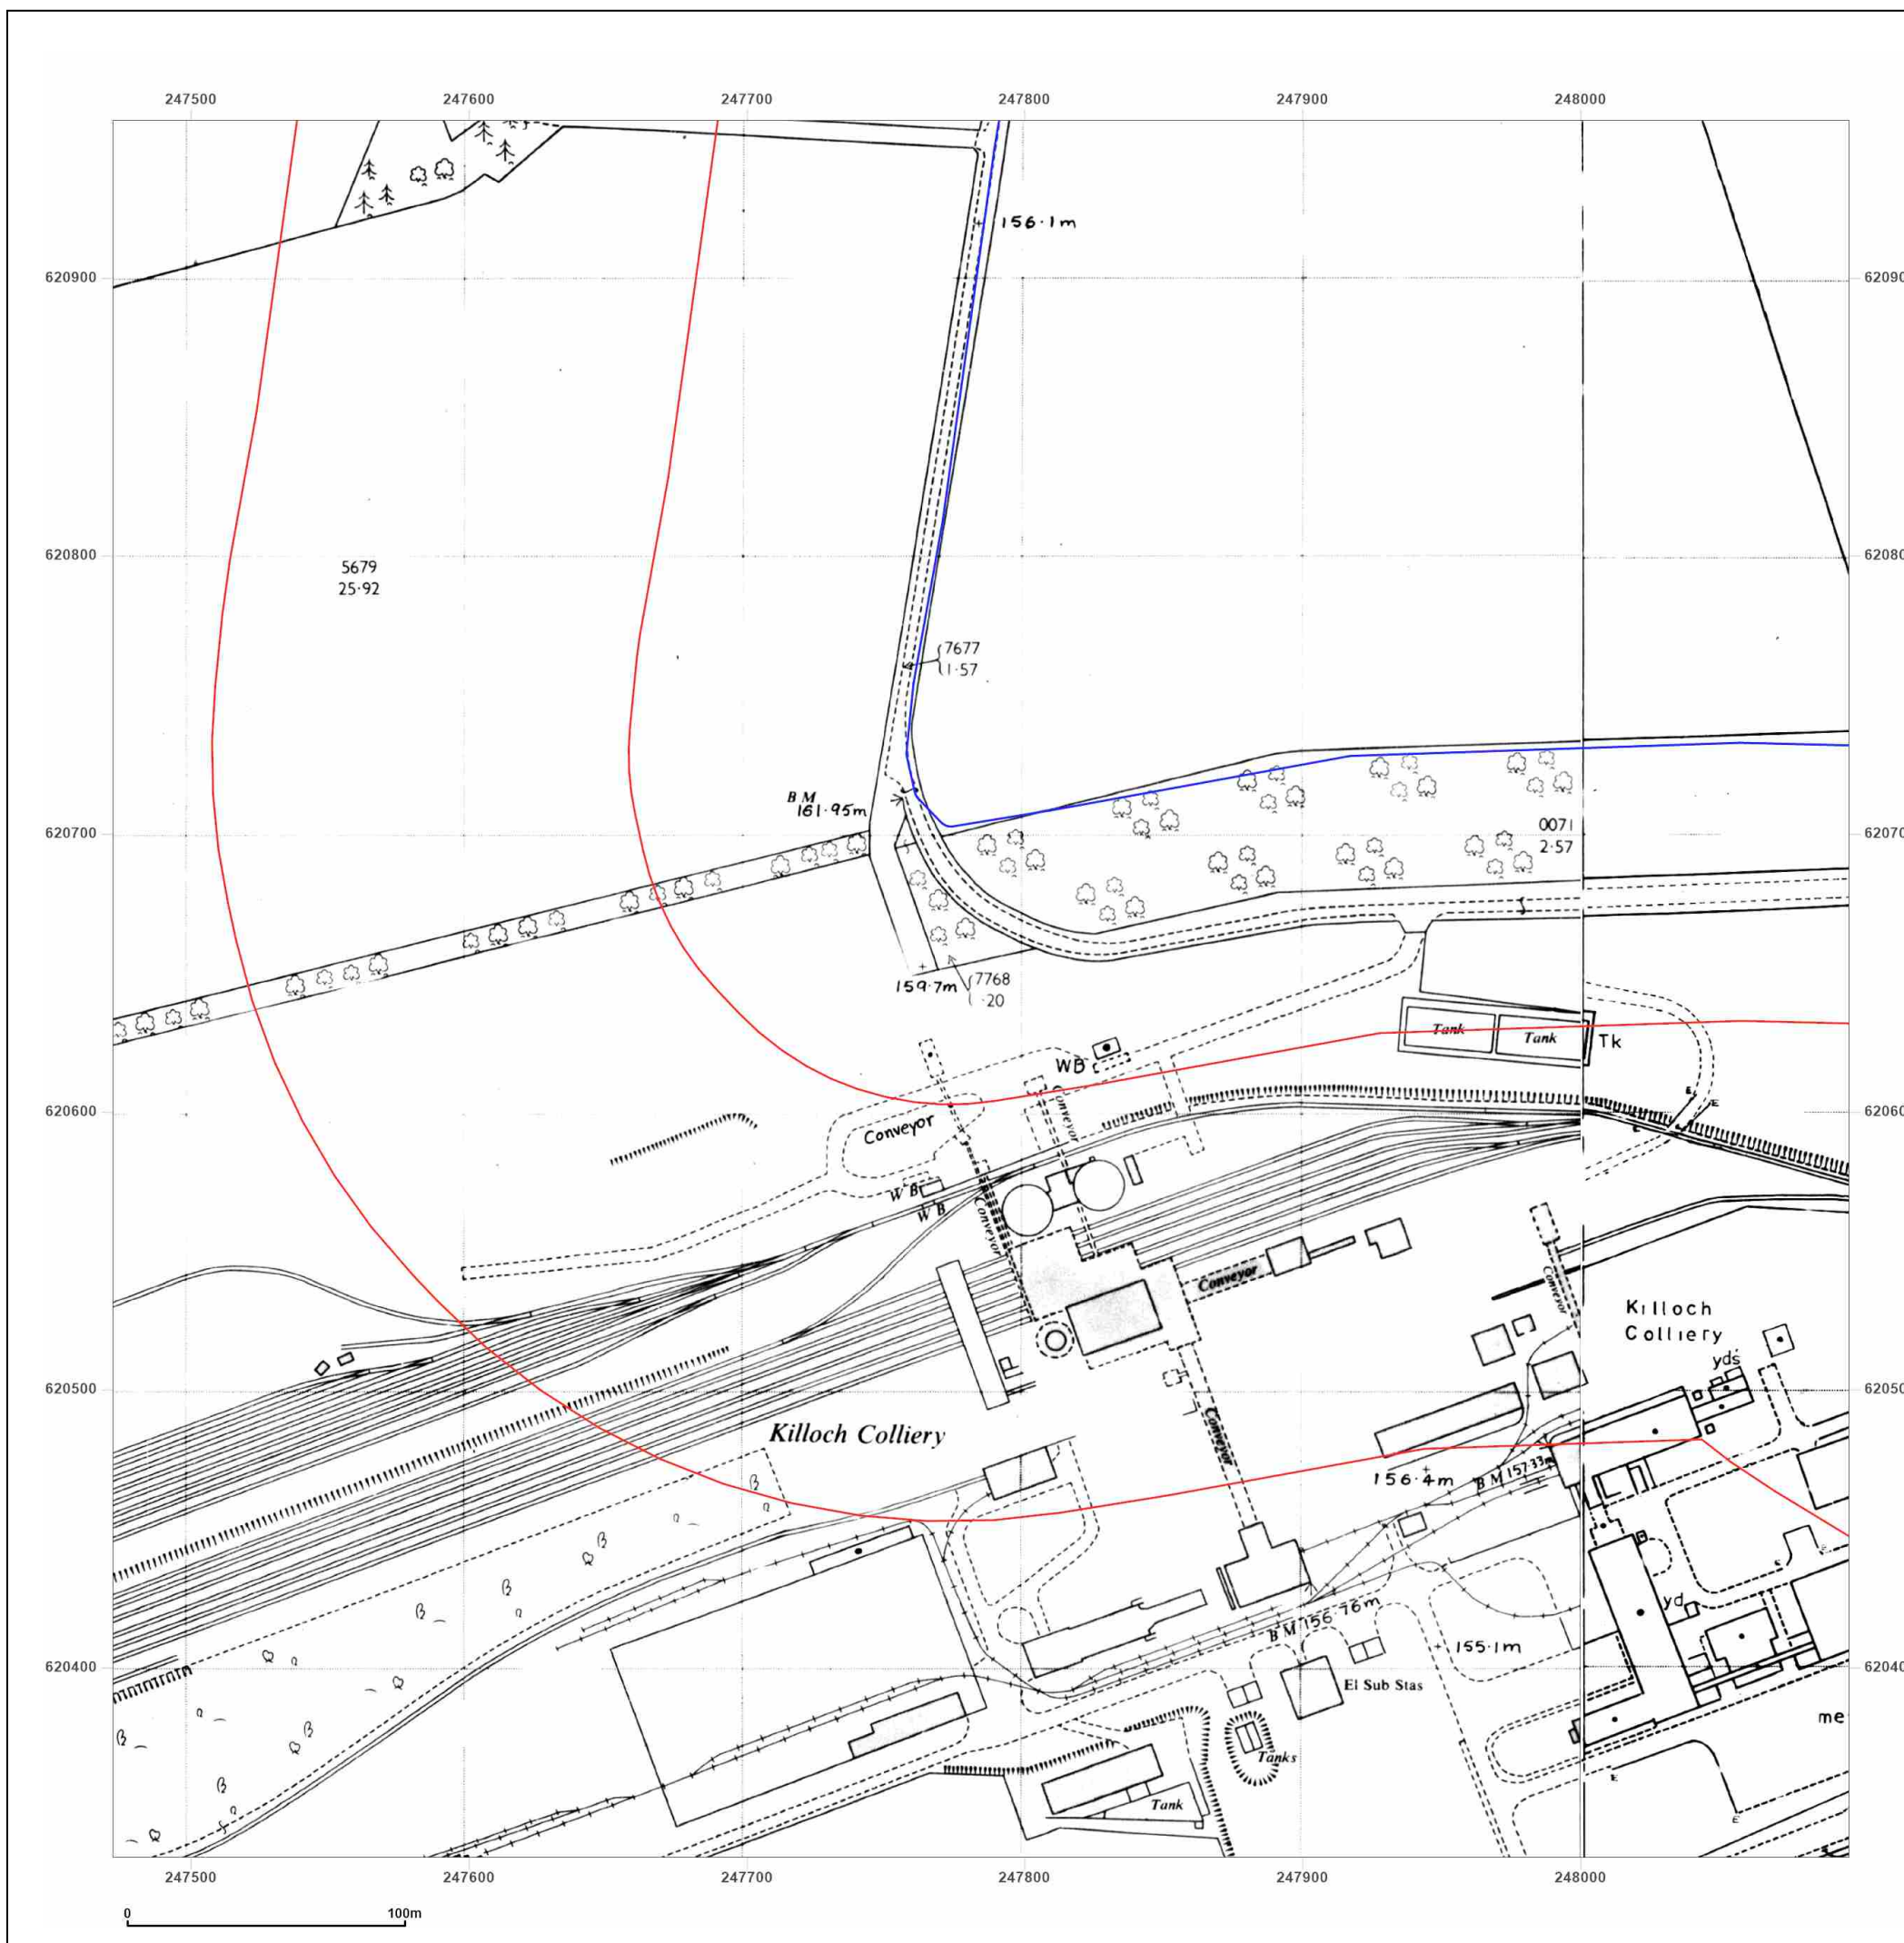 247500 247600 247700 247800 247900 248000
156·1m
620900
5679
25·92
620800
7677
1·57
B M
161·95m
620700
0071
2·57
159·7m
7768
·20
Tank
Tank
Tk
WB
Conveyor
620600
Conveyor
W B
W B
Conveyor
Conveyor
Conveyor
Killoch
Colliery
yds
620500
Conveyor
Killoch Colliery
156·4m
B M 157·33m
yd
B M 156·76m
155·1m
620400
El Sub Stas
me
Tanks
Tank
247500 247600 247700 247800 247900 248000
0 100m